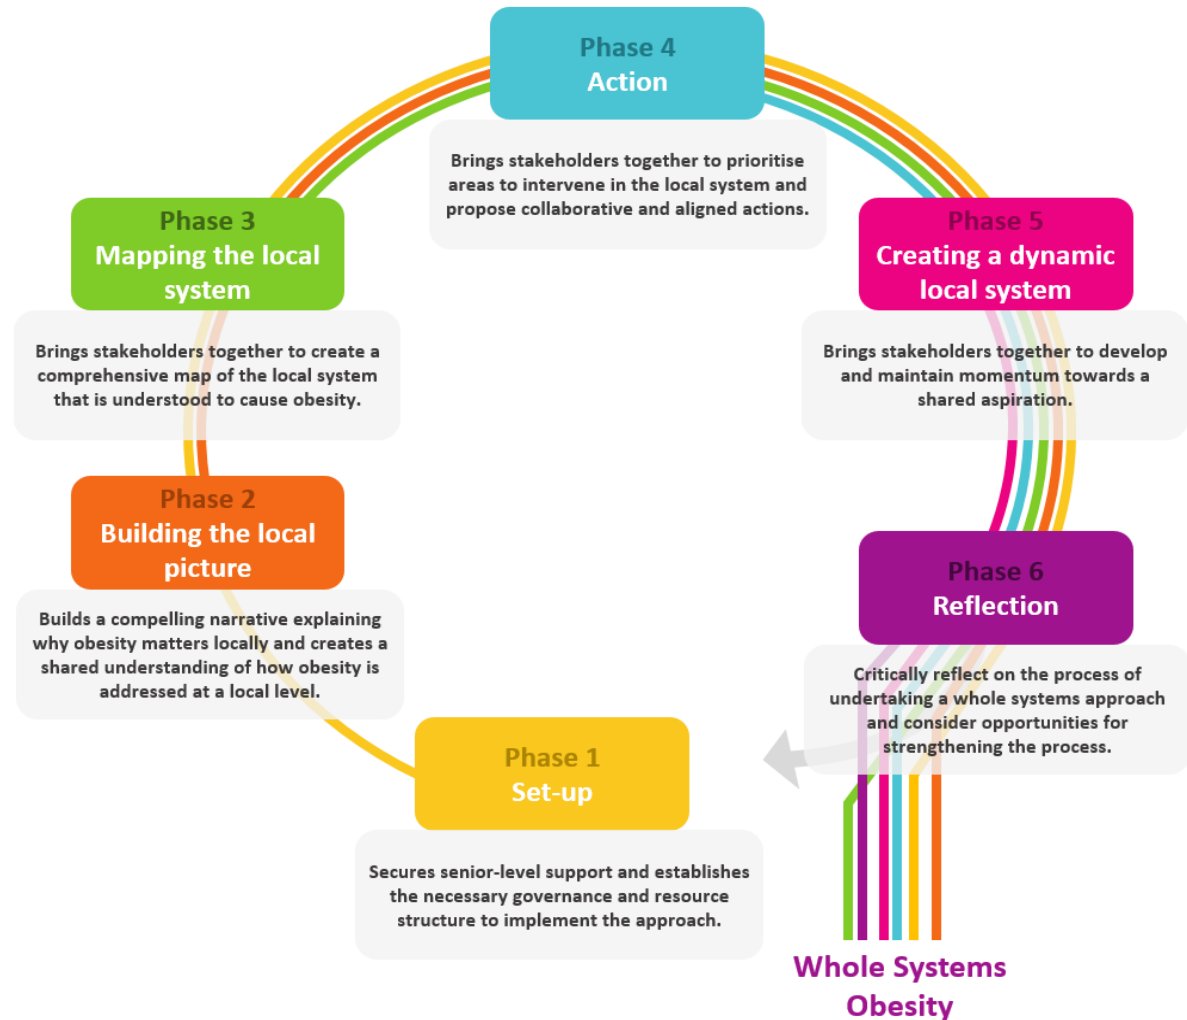 Phase 4
Action
Brings stakeholders together to prioritise
areas to intervene in the local system and
propose collaborative and aligned actions.
Phase 3
Mapping the local
system
Brings stakeholders together to create a
comprehensive map of the local system
that is understood to cause obesity.
Phase 5
Creating a dynamic
local system
Brings stakeholders together to develop
and maintain momentum towards a
shared aspiration.
Phase 2
Building the local
picture
Builds a compelling narrative explaining
why obesity matters locally and creates a
shared understanding of how obesity is
addressed at a local level.
Phase 6
Reflection
Critically reflect on the process of
undertaking a whole systems approach
and consider opportunities for
strengthening the process.
Phase 1
Set-up
Secures senior-level support and establishes
the necessary governance and resource
structure to implement the approach.
Whole Systems
Obesity